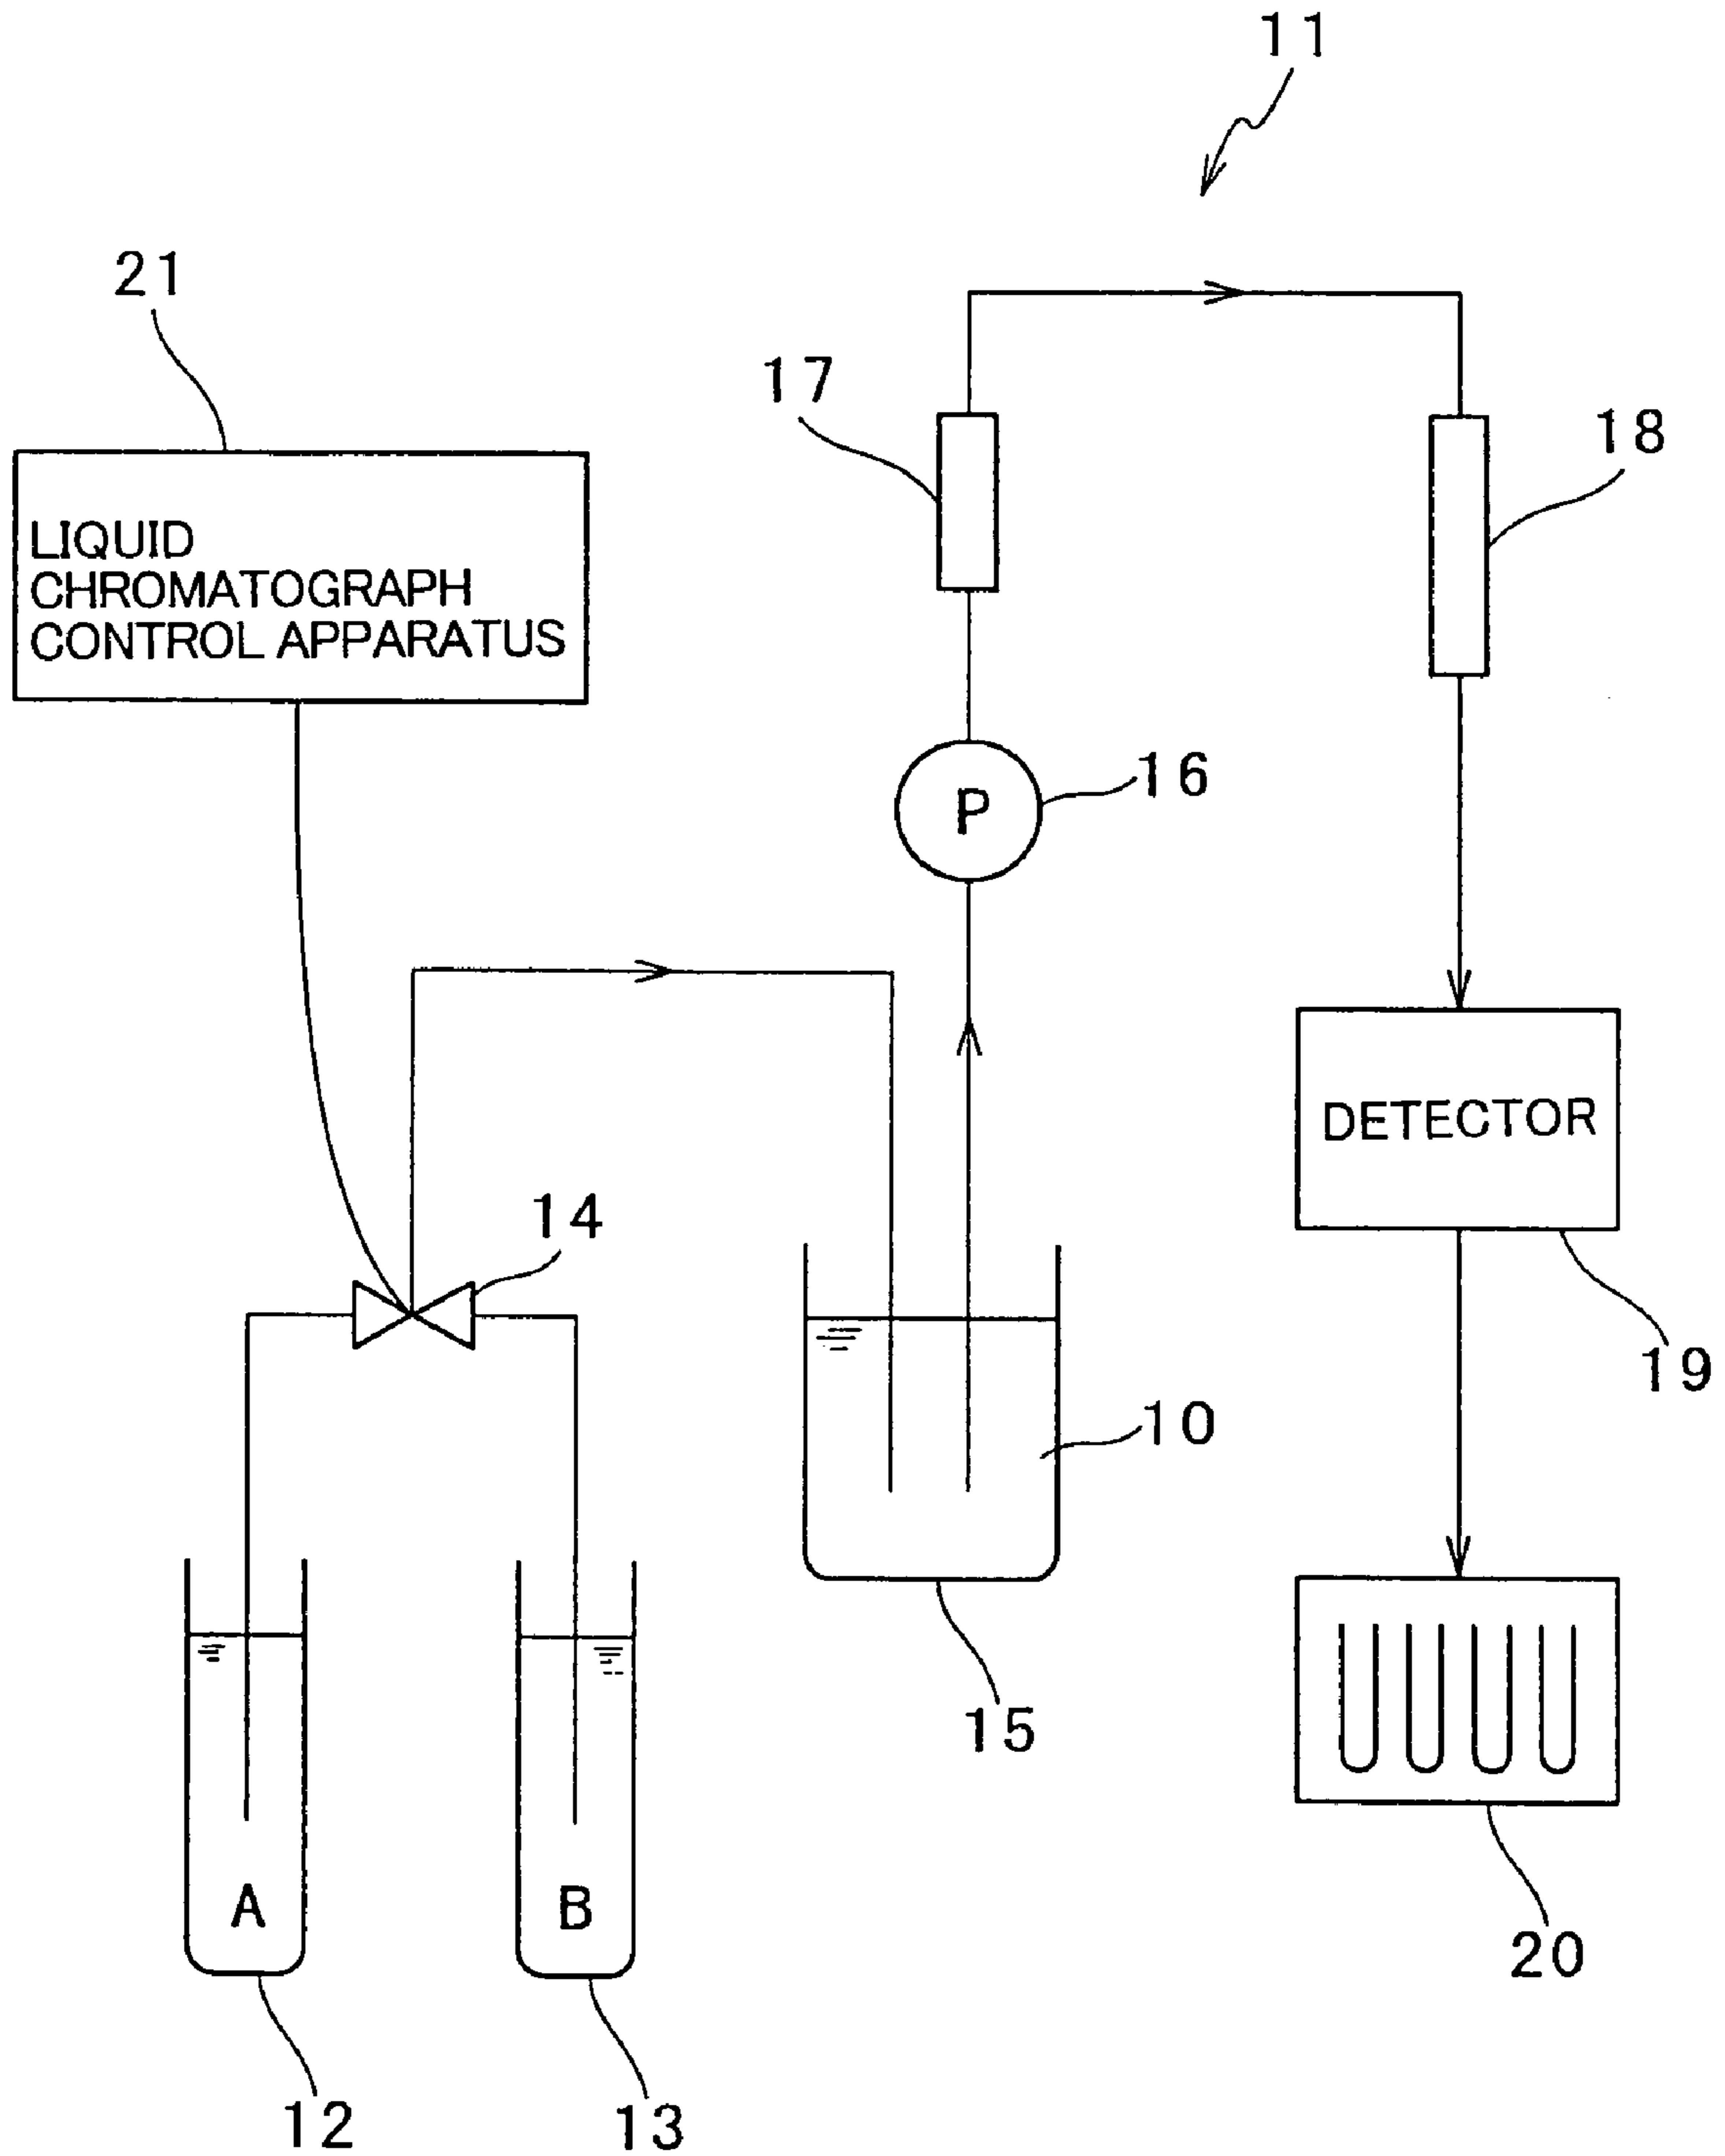 11
21
17
18
LIQUID
CHROMATOGRAPH
CONTROL APPARATUS
16
P
DETECTOR
14
19
10
15
A
B
20
12
13